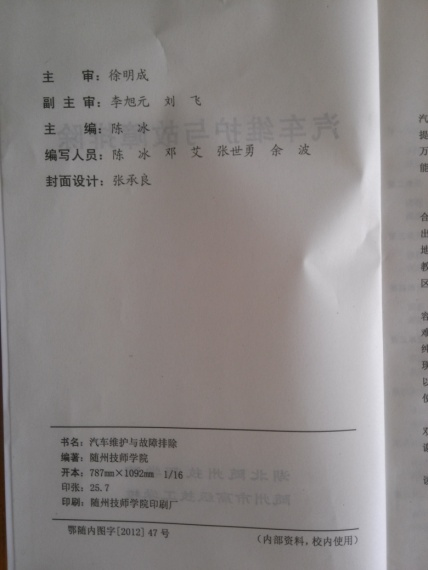 主 审：徐明成
副 主 审：李旭元 刘 飞
主 编：陈 冰
编写人员：陈 冰 邓 艾 张世勇 余 波
封面设计：张承良
书名：汽车维护与故障排除
编著：随州技师学院
开本：787mm×1092mm 1/16
印张：25.7
印刷：随州技师学院印刷厂
鄂随内图字[2012]47号 (内部资料，校内使用)